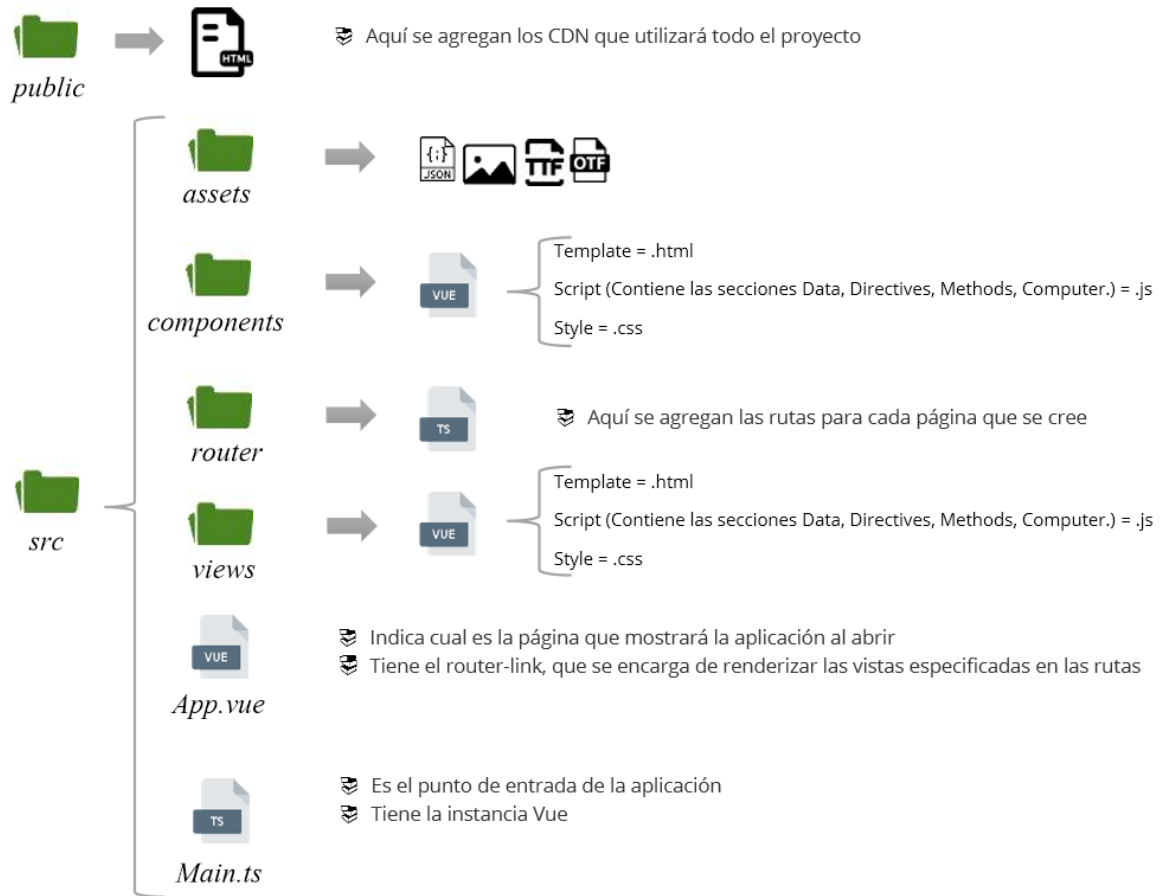 Aquí se agregan los CDN que utilizará todo el proyecto
HTML
public
{;}
JSON
TTF
OTF
assets
Template = .html
VUE
Script (Contiene las secciones Data, Directives, Methods, Computer.) = .js
Style = .css
components
TS
Aquí se agregan las rutas para cada página que se cree
router
Template = .html
VUE
Script (Contiene las secciones Data, Directives, Methods, Computer.) = .js
Style = .css
views
src
VUE
Indica cual es la página que mostrará la aplicación al abrir
Tiene el router-link, que se encarga de renderizar las vistas especificadas en las rutas
App.vue
TS
Es el punto de entrada de la aplicación
Tiene la instancia Vue
Main.ts